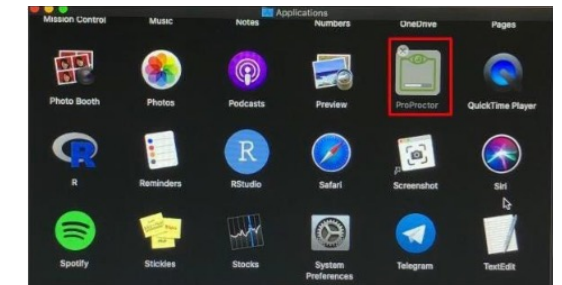 Applications
Mission Control Music Notes Numbers OneDrive Pages
Photo Booth Photos Podcasts Preview ProProctor QuickTime Player
R Reminders RStudio Safari Screenshot Siri
Spotify Stickies Stocks System Preferences Telegram TextEdit